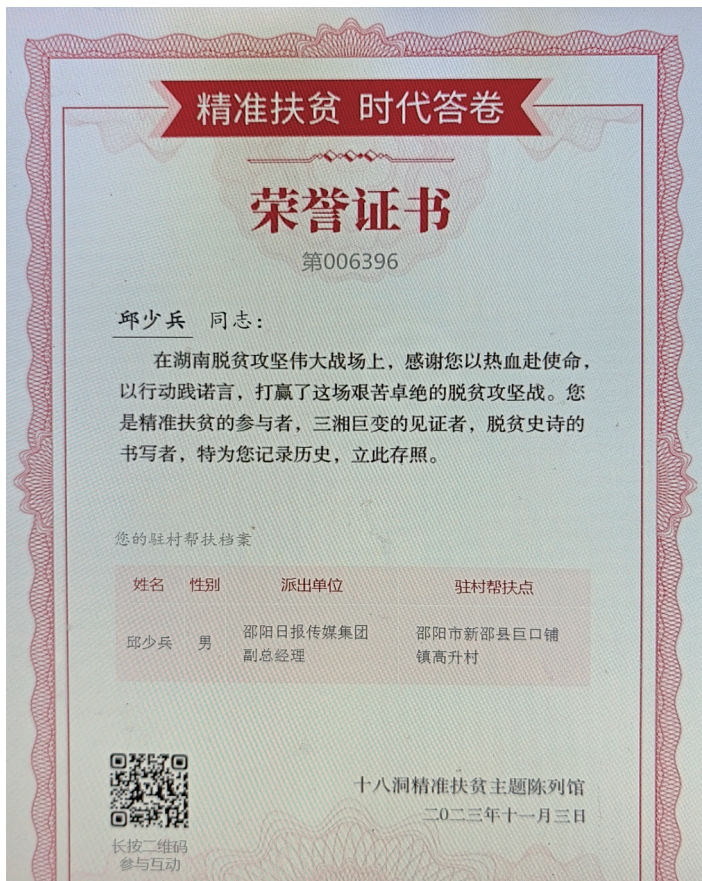 精准扶贫 时代答卷
荣誉证书
第006396
邱少兵 同志：
在湖南脱贫攻坚伟大战场上，感谢您以热血赴使命，
以行动践诺言，打赢了这场艰苦卓绝的脱贫攻坚战。您
是精准扶贫的参与者，三湘巨变的见证者，脱贫史诗的
书写者，特为您记录历史，立此存照。
您的驻村帮扶档案
姓名 性别 派出单位 驻村帮扶点
邱少兵 男 邵阳日报传媒集团 邵阳市新邵县巨口铺
副总经理 镇高升村
十八洞精准扶贫主题陈列馆
二〇二三年十一月三日
长按二维码
参与互动